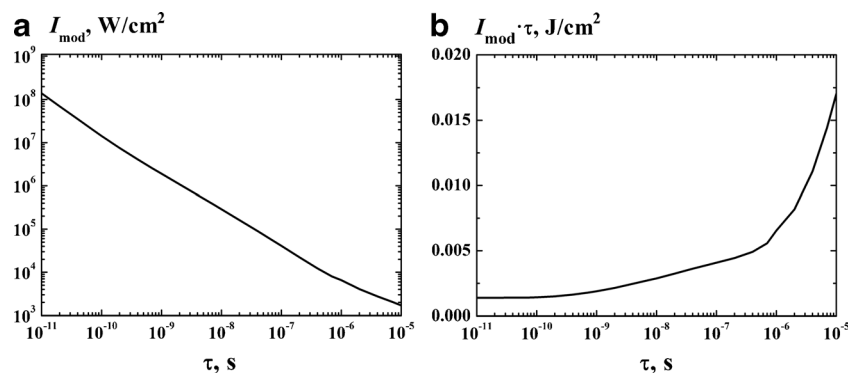 a I_mod, W/cm²
10⁹
10⁸
10⁷
10⁶
10⁵
10⁴
10³
10⁻¹¹ 10⁻¹⁰ 10⁻⁹ 10⁻⁸ 10⁻⁷ 10⁻⁶ 10⁻⁵
τ, s
b I_mod·τ, J/cm²
0.020
0.015
0.010
0.005
0.000
10⁻¹¹ 10⁻¹⁰ 10⁻⁹ 10⁻⁸ 10⁻⁷ 10⁻⁶ 10⁻⁵
τ, s